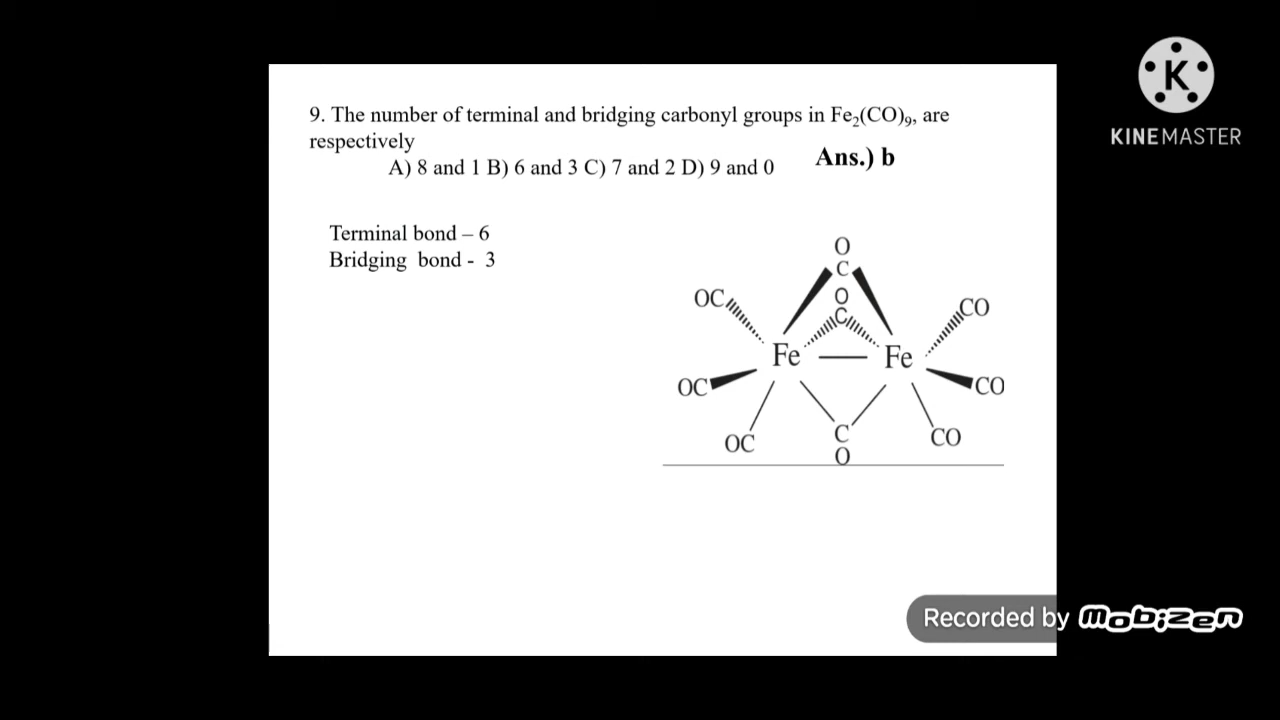 K
KINEMASTER
9. The number of terminal and bridging carbonyl groups in Fe₂(CO)₉, are
respectively
A) 8 and 1 B) 6 and 3 C) 7 and 2 D) 9 and 0
Ans.) b
Terminal bond – 6
Bridging bond - 3
O
C
O
C
OC
CO
Fe
Fe
OC
CO
OC
C
O
CO
Recorded by Mobizen